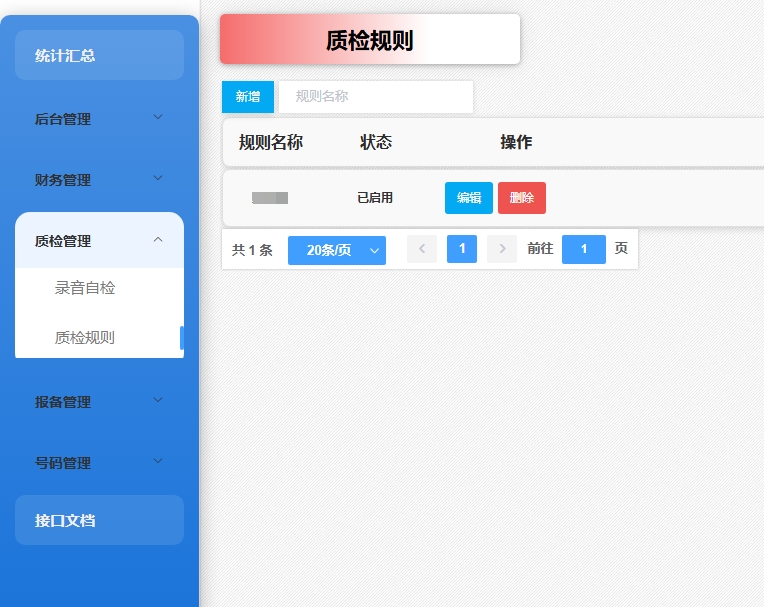 统计汇总
后台管理
财务管理
质检管理
录音自检
质检规则
报备管理
号码管理
接口文档
质检规则
新增 规则名称
规则名称 状态 操作
已启用 编辑 删除
共 1 条 20条/页 1 前往 1 页